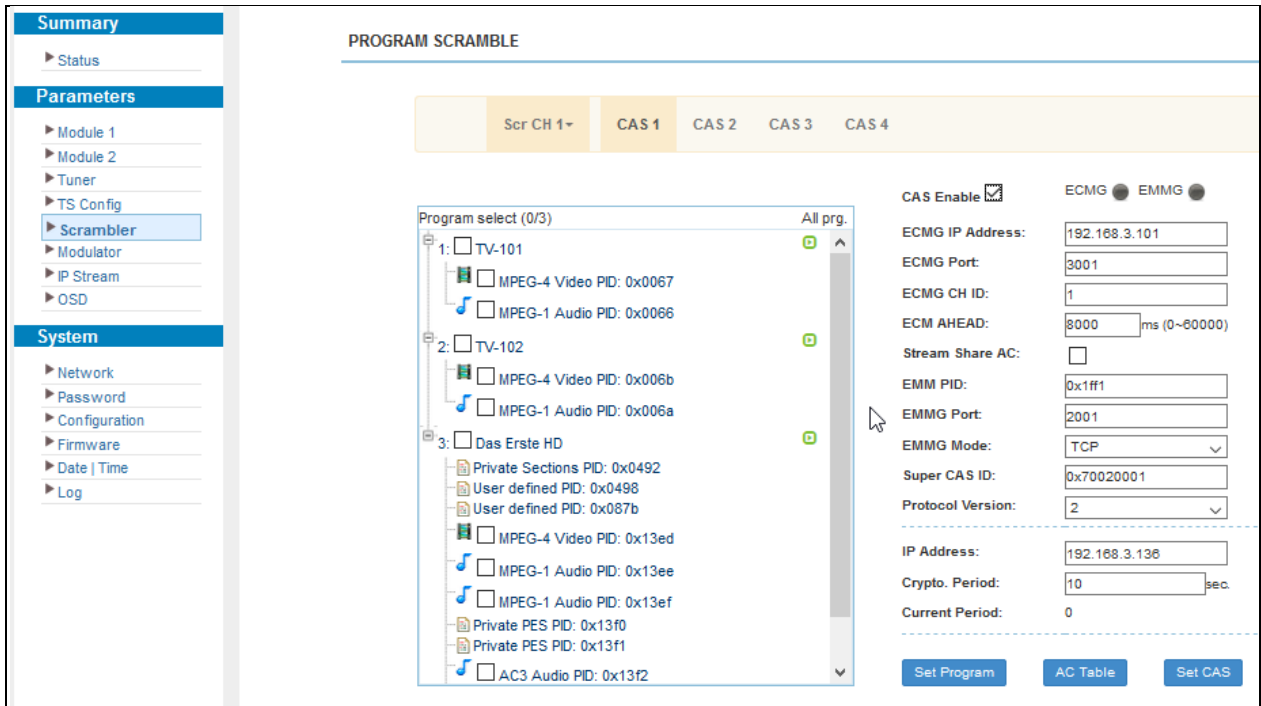 Summary
Status
Parameters
Module 1
Module 2
Tuner
TS Config
Scrambler
Modulator
IP Stream
OSD
System
Network
Password
Configuration
Firmware
Date | Time
Log
PROGRAM SCRAMBLE
Scr CH 1 CAS 1 CAS 2 CAS 3 CAS 4
Program select (0/3) All prg.
1: TV-101
MPEG-4 Video PID: 0x0067
MPEG-1 Audio PID: 0x0066
2: TV-102
MPEG-4 Video PID: 0x006b
MPEG-1 Audio PID: 0x006a
3: Das Erste HD
Private Sections PID: 0x0492
User defined PID: 0x0498
User defined PID: 0x087b
MPEG-4 Video PID: 0x13ed
MPEG-1 Audio PID: 0x13ee
MPEG-1 Audio PID: 0x13ef
Private PES PID: 0x13f0
Private PES PID: 0x13f1
AC3 Audio PID: 0x13f2
CAS Enable ECMG EMMG
ECMG IP Address: 192.168.3.101
ECMG Port: 3001
ECMG CH ID: 1
ECM AHEAD: 8000 ms (0~60000)
Stream Share AC:
EMM PID: 0x1ff1
EMMG Port: 2001
EMMG Mode: TCP
Super CAS ID: 0x70020001
Protocol Version: 2
IP Address: 192.168.3.136
Crypto. Period: 10 sec.
Current Period: 0
Set Program AC Table Set CAS